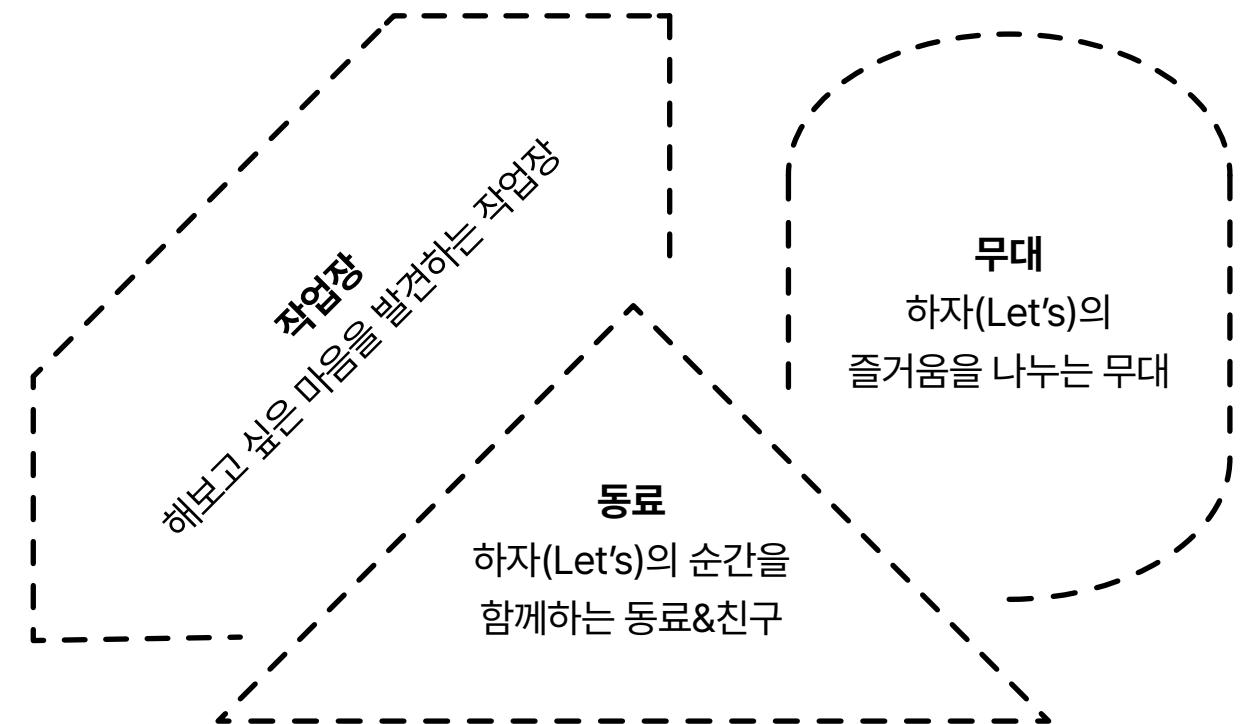 작업장
해보고 싶은 마음을 발견하는 작업장
무대
하자(Let’s)의
즐거움을 나누는 무대
동료
하자(Let’s)의 순간을
함께하는 동료&친구